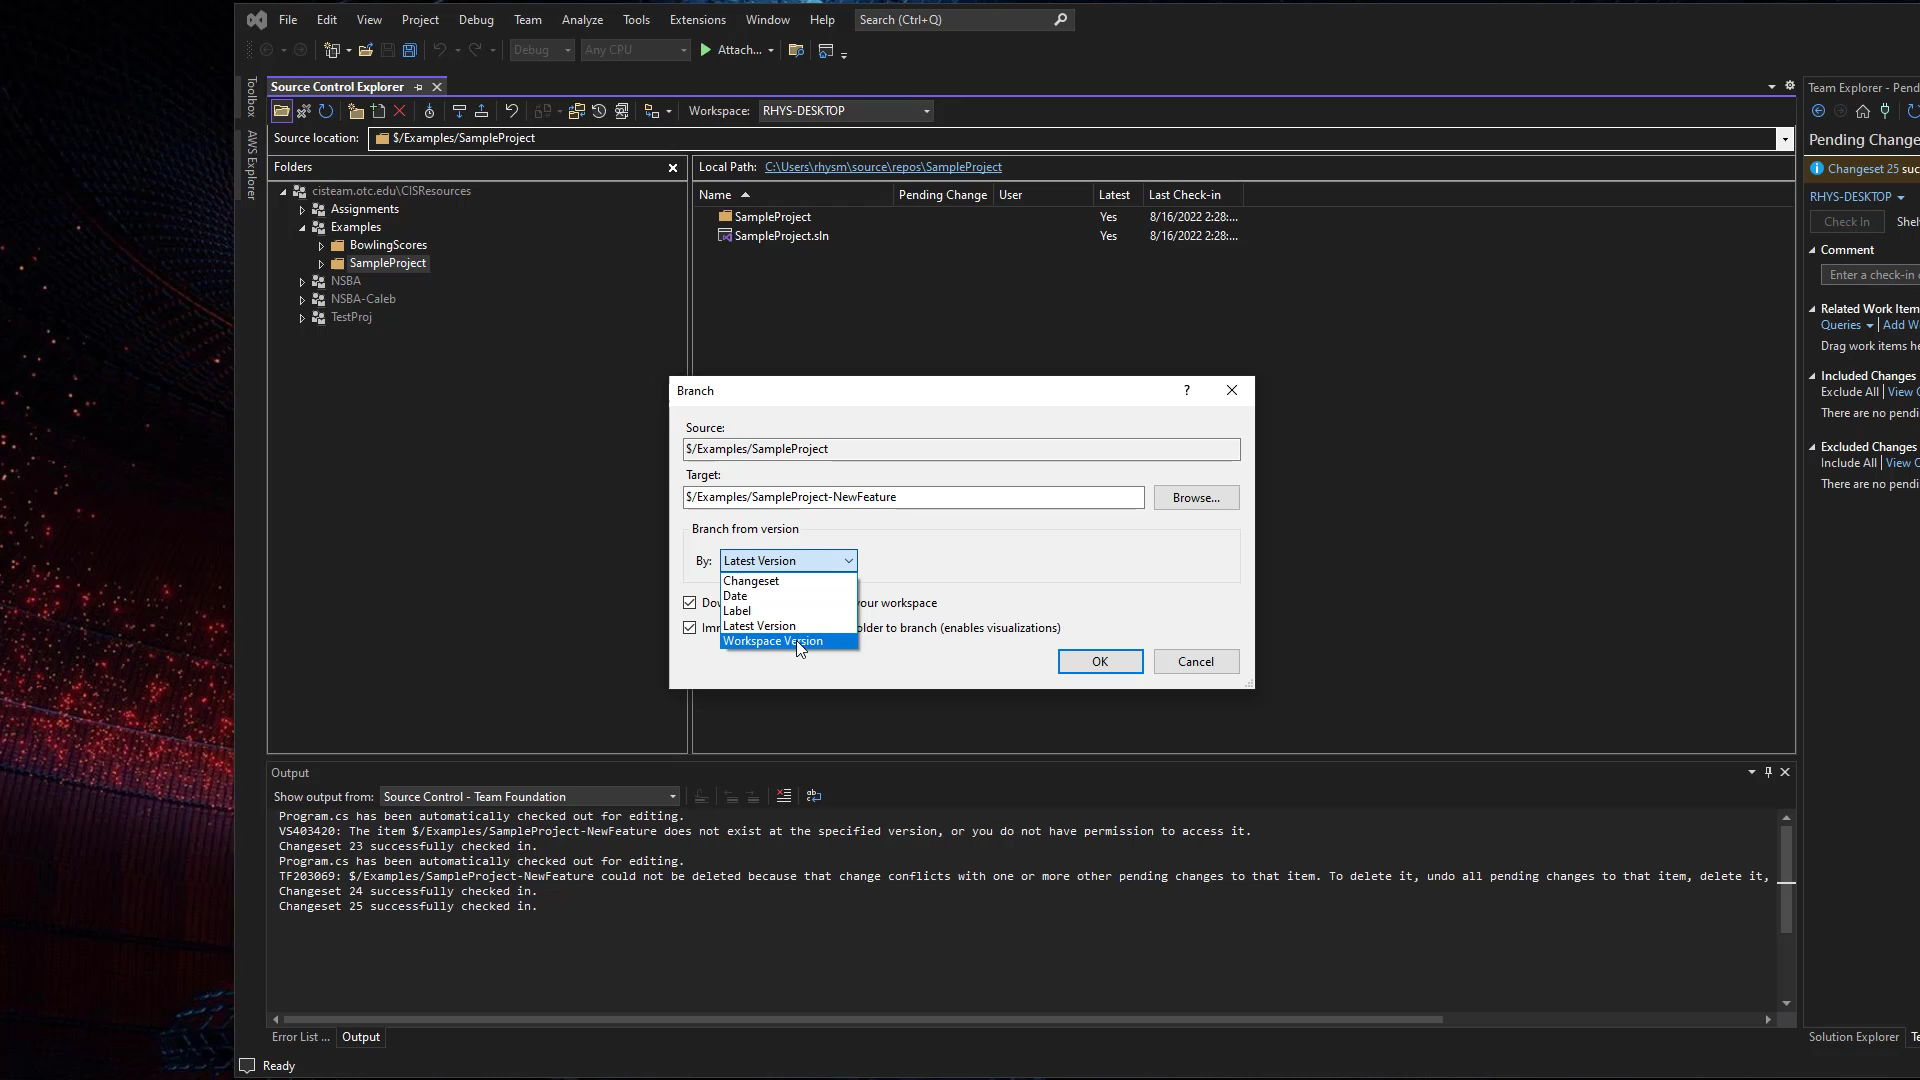 File Edit View Project Debug Team Analyze Tools Extensions Window Help Search (Ctrl+Q)
Debug Any CPU Attach...
Toolbox
AWS Explorer
Source Control Explorer
Workspace: RHYS-DESKTOP
Source location: $/Examples/SampleProject
Folders
cisteam.otc.edu\CISResources
Assignments
Examples
BowlingScores
SampleProject
NSBA
NSBA-Caleb
TestProj
Local Path: C:\Users\rhysm\source\repos\SampleProject
Name Pending Change User Latest Last Check-in
SampleProject Yes 8/16/2022 2:28:...
SampleProject.sln Yes 8/16/2022 2:28:...
Branch ?
Source:
$/Examples/SampleProject
Target:
$/Examples/SampleProject-NewFeature Browse...
Branch from version
By: Latest Version
Changeset
Date
Label
Latest Version
Workspace Version
your workspace
older to branch (enables visualizations)
OK Cancel
Team Explorer - Pend
Pending Change
Changeset 25 suc
RHYS-DESKTOP
Check In Shel
Comment
Enter a check-in
Related Work Item
Queries Add W
Drag work items he
Included Changes
Exclude All View C
There are no pendi
Excluded Changes
Include All View C
There are no pendi
Output
Show output from: Source Control - Team Foundation
Program.cs has been automatically checked out for editing.
VS403420: The item $/Examples/SampleProject-NewFeature does not exist at the specified version, or you do not have permission to access it.
Changeset 23 successfully checked in.
Program.cs has been automatically checked out for editing.
TF203069: $/Examples/SampleProject-NewFeature could not be deleted because that change conflicts with one or more other pending changes to that item. To delete it, undo all pending changes to that item, delete it,
Changeset 24 successfully checked in.
Changeset 25 successfully checked in.
Error List ... Output
Solution Explorer Te
Ready